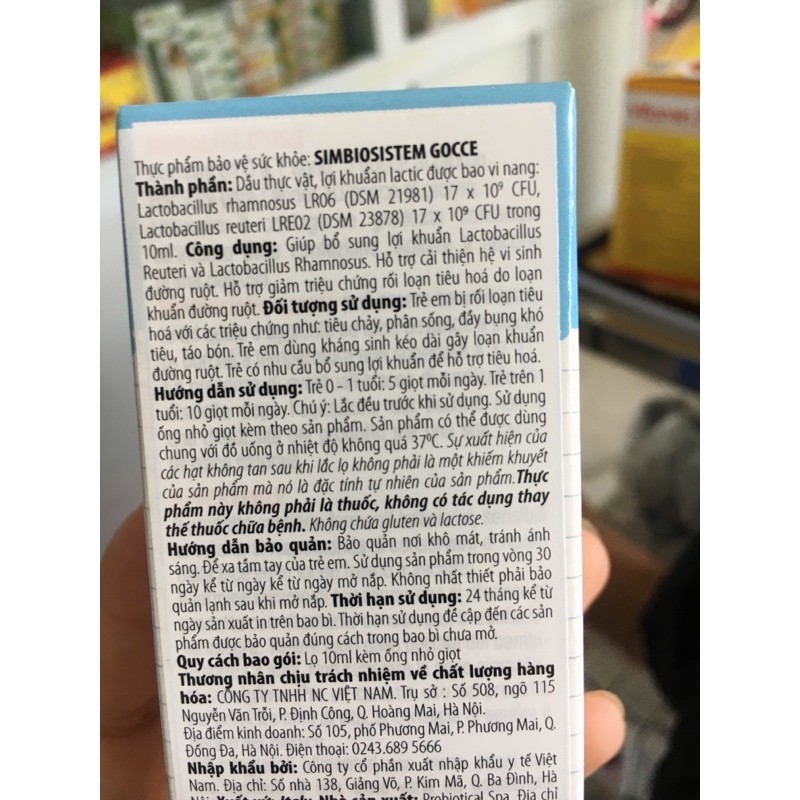 Thực phẩm bảo vệ sức khỏe: SIMBIOSISTEM GOCCE
Thành phần: Dầu thực vật, lợi khuẩn lactic được bao vi nang:
Lactobacillus rhamnosus LR06 (DSM 21981) 17 x 10⁹ CFU,
Lactobacillus reuteri LRE02 (DSM 23878) 17 x 10⁹ CFU trong
10ml. Công dụng: Giúp bổ sung lợi khuẩn Lactobacillus
Reuteri và Lactobacillus Rhamnosus. Hỗ trợ cải thiện hệ vi sinh
đường ruột. Hỗ trợ giảm triệu chứng rối loạn tiêu hoá do loạn
khuẩn đường ruột. Đối tượng sử dụng: Trẻ em bị rối loạn tiêu
hoá với các triệu chứng như: tiêu chảy, phân sống, đầy bụng khó
tiêu, táo bón. Trẻ em dùng kháng sinh kéo dài gây loạn khuẩn
đường ruột. Trẻ có nhu cầu bổ sung lợi khuẩn để hỗ trợ tiêu hoá.
Hướng dẫn sử dụng: Trẻ 0 – 1 tuổi: 5 giọt mỗi ngày. Trẻ trên 1
tuổi: 10 giọt mỗi ngày. Chú ý: Lắc đều trước khi sử dụng. Sử dụng
ống nhỏ giọt kèm theo sản phẩm. Sản phẩm có thể được dùng
chung với đồ uống ở nhiệt độ không quá 37⁰C. Sự xuất hiện của
các hạt không tan sau khi lắc lọ không phải là một khiếm khuyết
của sản phẩm mà nó là đặc tính tự nhiên của sản phẩm.Thực
phẩm này không phải là thuốc, không có tác dụng thay
thế thuốc chữa bệnh. Không chứa gluten và lactose.
Hướng dẫn bảo quản: Bảo quản nơi khô mát, tránh ánh
sáng. Để xa tầm tay của trẻ em. Sử dụng sản phẩm trong vòng 30
ngày kể từ ngày kể từ ngày mở nắp. Không nhất thiết phải bảo
quản lạnh sau khi mở nắp. Thời hạn sử dụng: 24 tháng kể từ
ngày sản xuất in trên bao bì. Thời hạn sử dụng đề cập đến các sản
phẩm được bảo quản đúng cách trong bao bì chưa mở.
Quy cách bao gói: Lọ 10ml kèm ống nhỏ giọt
Thương nhân chịu trách nhiệm về chất lượng hàng
hóa: CÔNG TY TNHH NC VIỆT NAM. Trụ sở : Số 508, ngõ 115
Nguyễn Văn Trỗi, P. Định Công, Q. Hoàng Mai, Hà Nội.
Địa điểm kinh doanh: Số 105, phố Phương Mai, P. Phương Mai, Q.
Đống Đa, Hà Nội. Điện thoại: 0243.689 5666
Nhập khẩu bởi: Công ty cổ phần xuất nhập khẩu y tế Việt
Nam. Địa chỉ: Số nhà 138, Giảng Võ, P. Kim Mã, Q. Ba Đình, Hà
Nội. Xuất xứ: Italy. Nhà sản xuất: Probiotical Spa. Địa chỉ